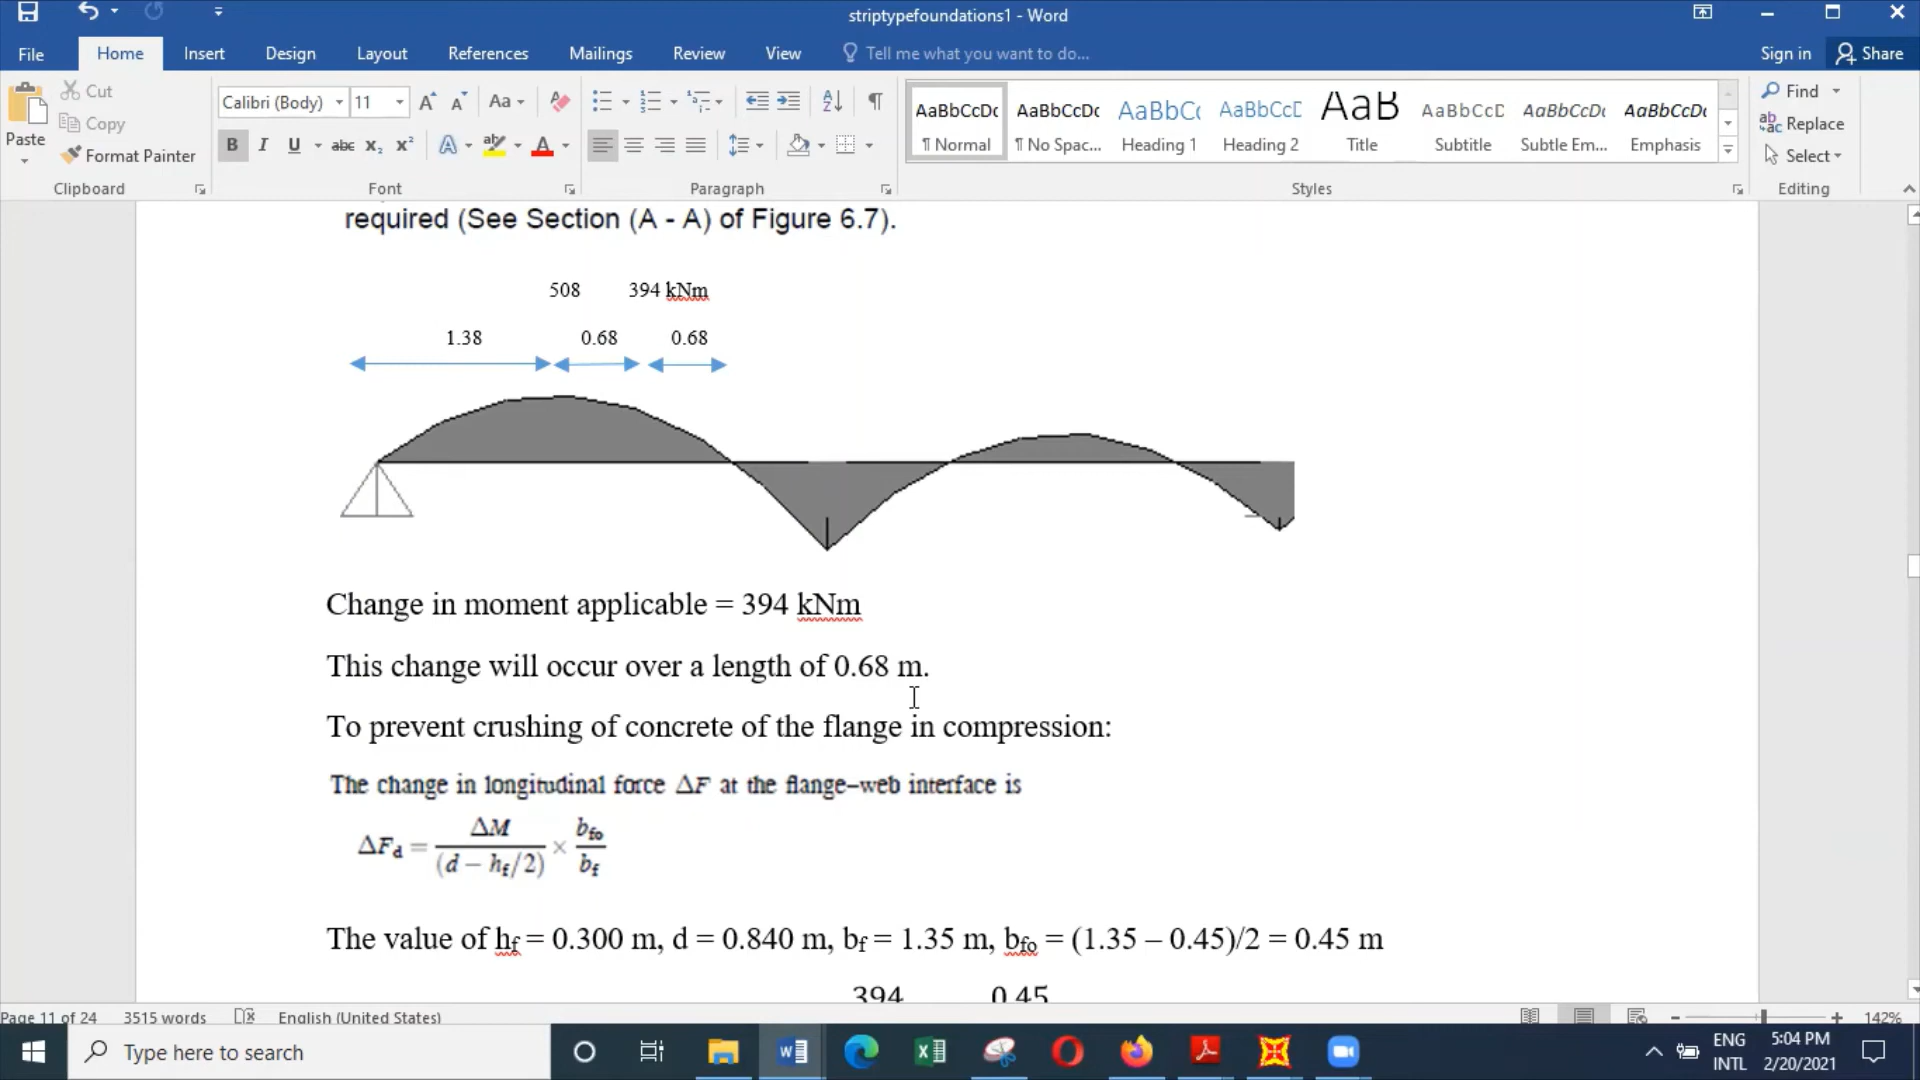 striptypefoundations1 - Word
File Home Insert Design Layout References Mailings Review View Tell me what you want to do... Sign in Share
Paste
Cut
Copy
Format Painter
Clipboard
Calibri (Body) 11
Aa
B I U abc x₂ x² A ab A
Font
Paragraph
AaBbCcDc AaBbCcDc AaBbCc AaBbCcD AaB AaBbCcD AaBbCcDc AaBbCcDc
¶ Normal ¶ No Spac... Heading 1 Heading 2 Title Subtitle Subtle Em... Emphasis
Styles
Find
Replace
Select
Editing
required (See Section (A - A) of Figure 6.7).
508 394 kNm
1.38 0.68 0.68
Change in moment applicable = 394 kNm
This change will occur over a length of 0.68 m.
To prevent crushing of concrete of the flange in compression:
The change in longitudinal force ΔF at the flange–web interface is
ΔF_d = ΔM / (d − h_f/2) × b_fo / b_f
The value of h_f = 0.300 m, d = 0.840 m, b_f = 1.35 m, b_fo = (1.35 – 0.45)/2 = 0.45 m
394 0.45
Page 11 of 24 3515 words English (United States) 142%
Type here to search
ENG
INTL
5:04 PM
2/20/2021